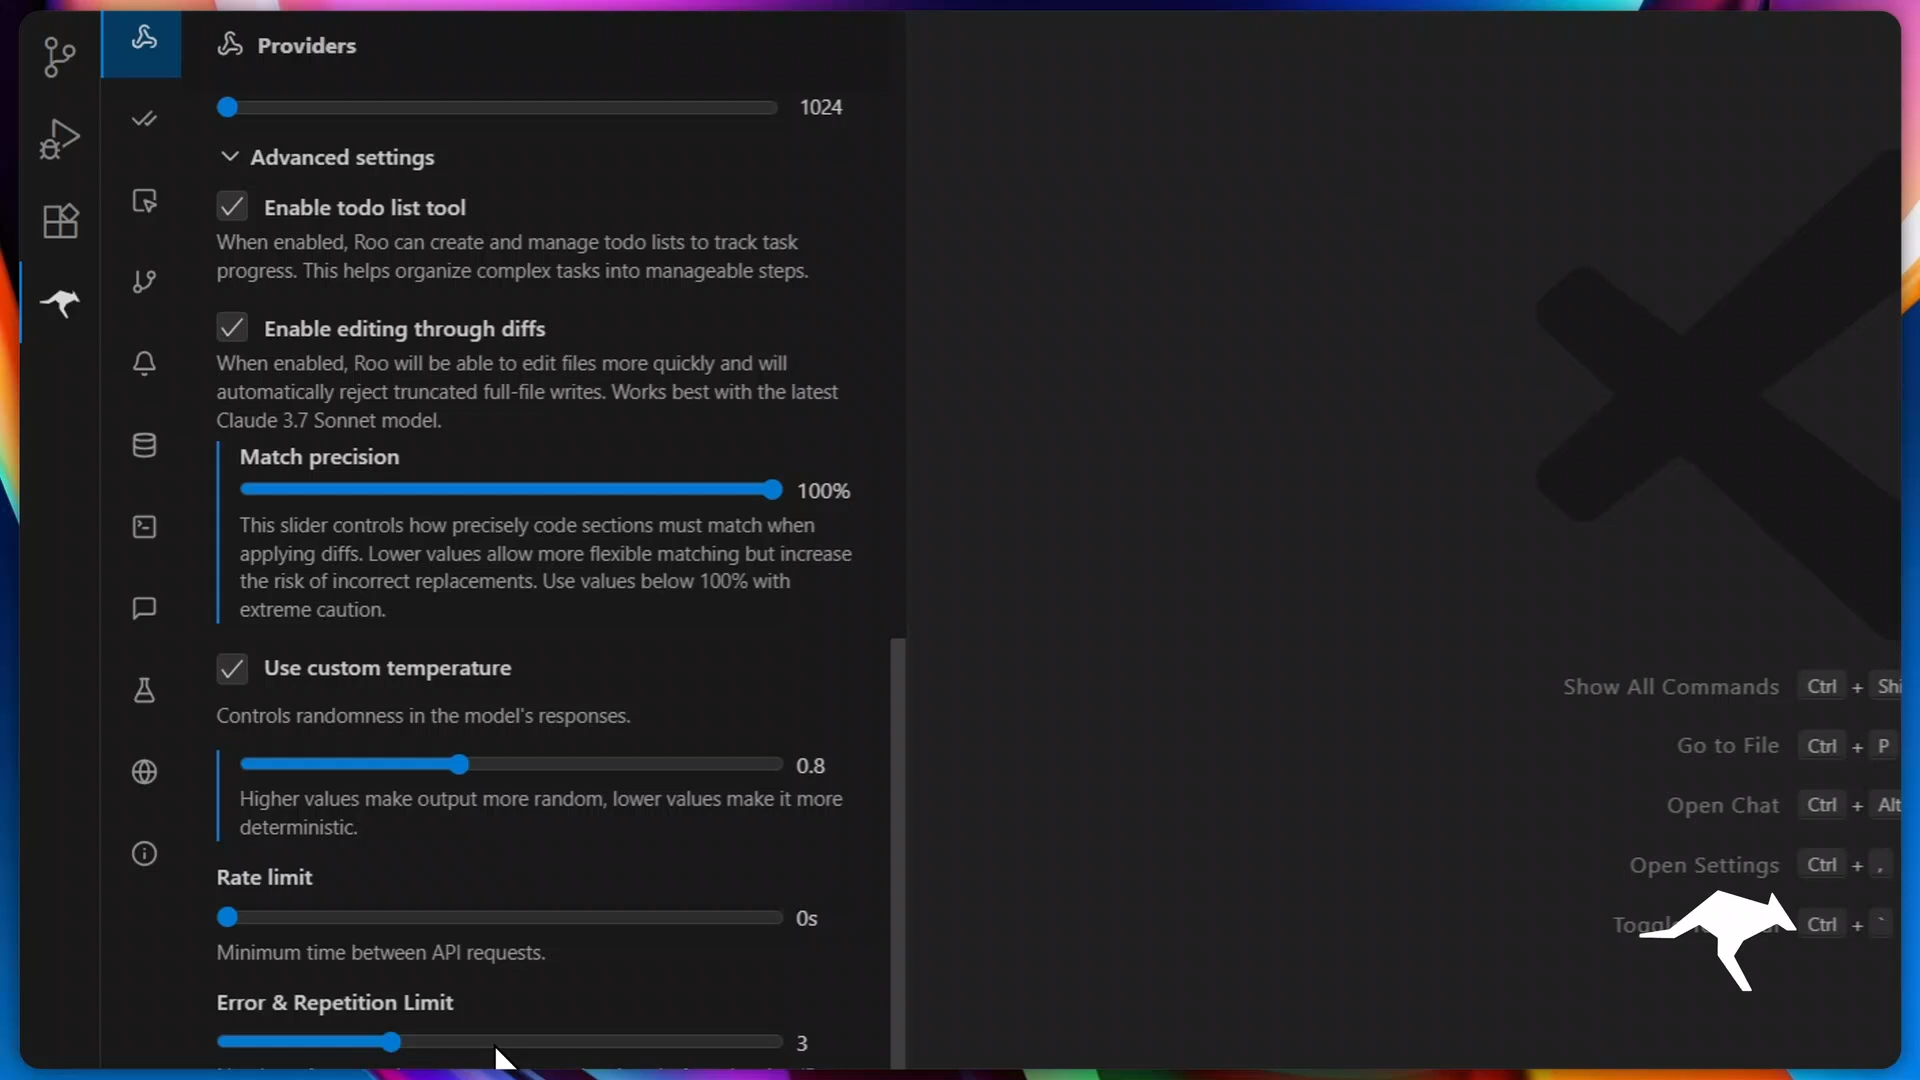 Providers
1024
Advanced settings
Enable todo list tool
When enabled, Roo can create and manage todo lists to track task
progress. This helps organize complex tasks into manageable steps.
Enable editing through diffs
When enabled, Roo will be able to edit files more quickly and will
automatically reject truncated full-file writes. Works best with the latest
Claude 3.7 Sonnet model.
Match precision
100%
This slider controls how precisely code sections must match when
applying diffs. Lower values allow more flexible matching but increase
the risk of incorrect replacements. Use values below 100% with
extreme caution.
Use custom temperature
Controls randomness in the model's responses.
0.8
Higher values make output more random, lower values make it more
deterministic.
Rate limit
0s
Minimum time between API requests.
Error & Repetition Limit
3
Show All Commands Ctrl + Shi
Go to File Ctrl + P
Open Chat Ctrl + Alt
Open Settings Ctrl + ,
Ctrl + `